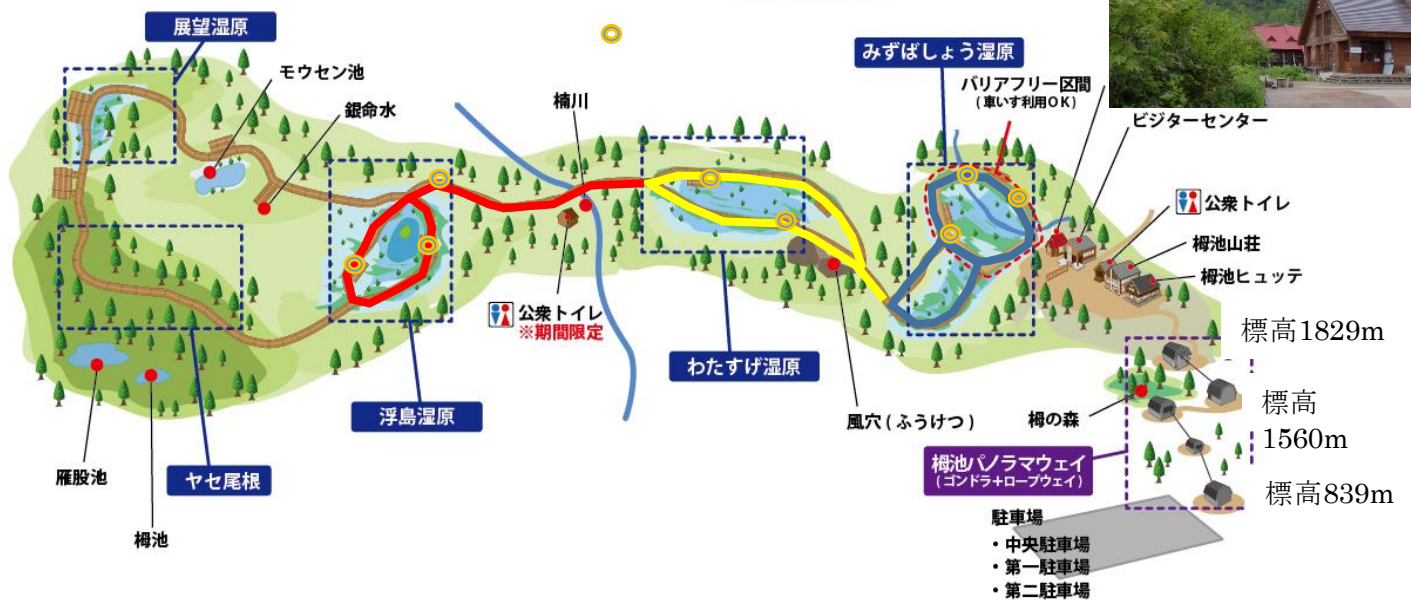 展望湿原
モウセン池
銀命水
楠川
みずばしょう湿原
バリアフリー区間
(車いす利用OK)
ビジターセンター
公衆トイレ
栂池山荘
栂池ヒュッテ
公衆トイレ
※期間限定
わたすげ湿原
浮島湿原
風穴(ふうけつ)
標高1829m
栂の森
標高
1560m
栂池パノラマウェイ
(ゴンドラ+ロープウェイ)
標高839m
雁股池
ヤセ尾根
栂池
駐車場
・中央駐車場
・第一駐車場
・第二駐車場